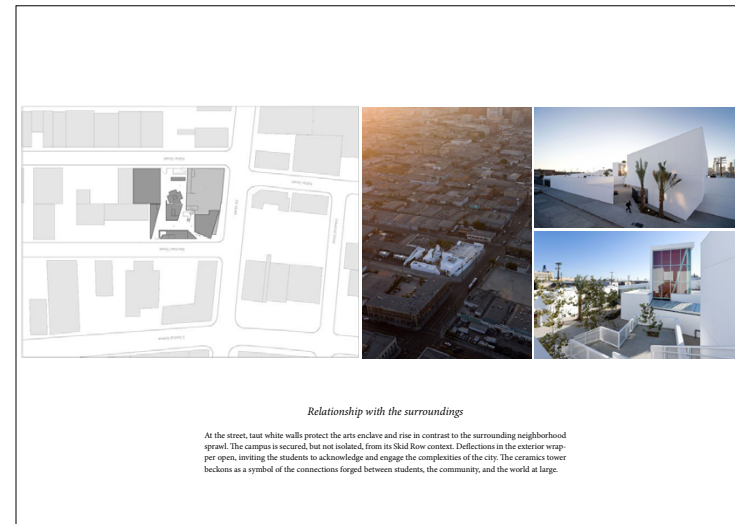 Relationship with the surroundings
At the street, taut white walls protect the arts enclave and rise in contrast to the surrounding neighborhood
sprawl. The campus is secured, but not isolated, from its Skid Row context. Deflections in the exterior wrap-
per open, inviting the students to acknowledge and engage the complexities of the city. The ceramics tower
beckons as a symbol of the connections forged between students, the community, and the world at large.